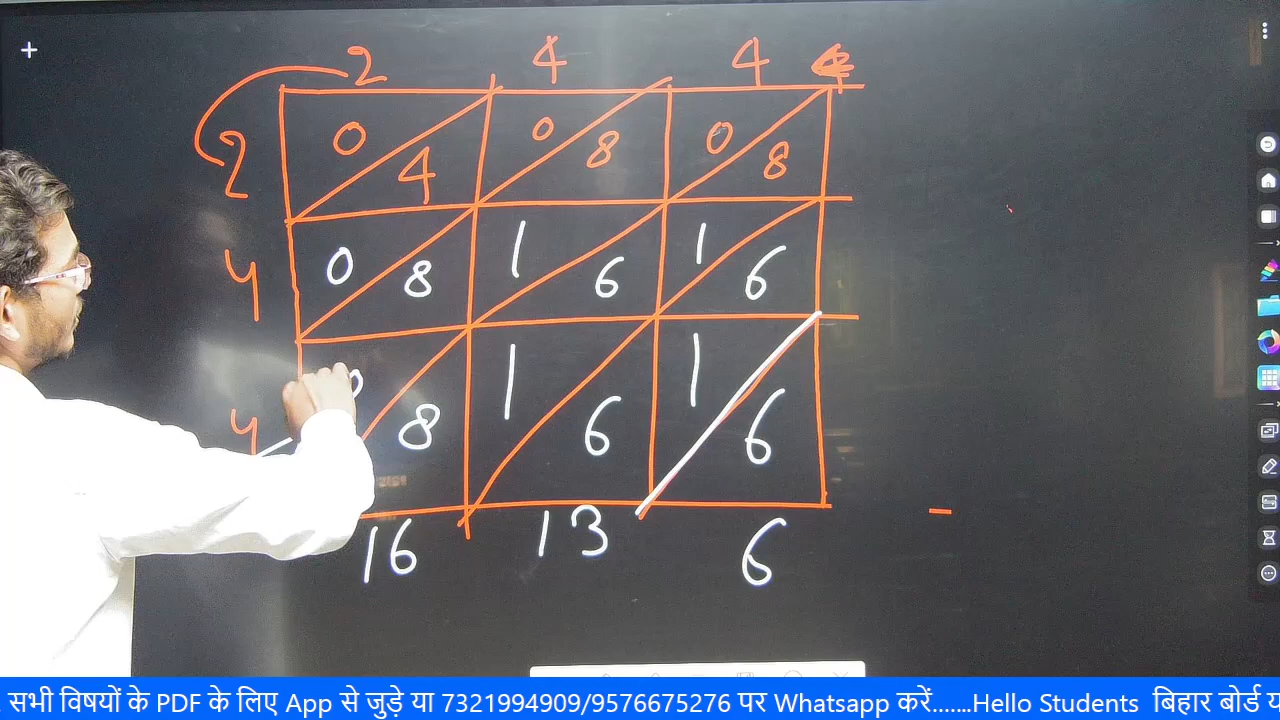 2 4 4
2 0 4 0 8 0 8
4 0 8 1 6 1 6
4 0 8 1 6 1 6
16 13 6
सभी विषयों के PDF के लिए App से जुड़े या 7321994909/9576675276 पर Whatsapp करें.......Hello Students बिहार बोर्ड